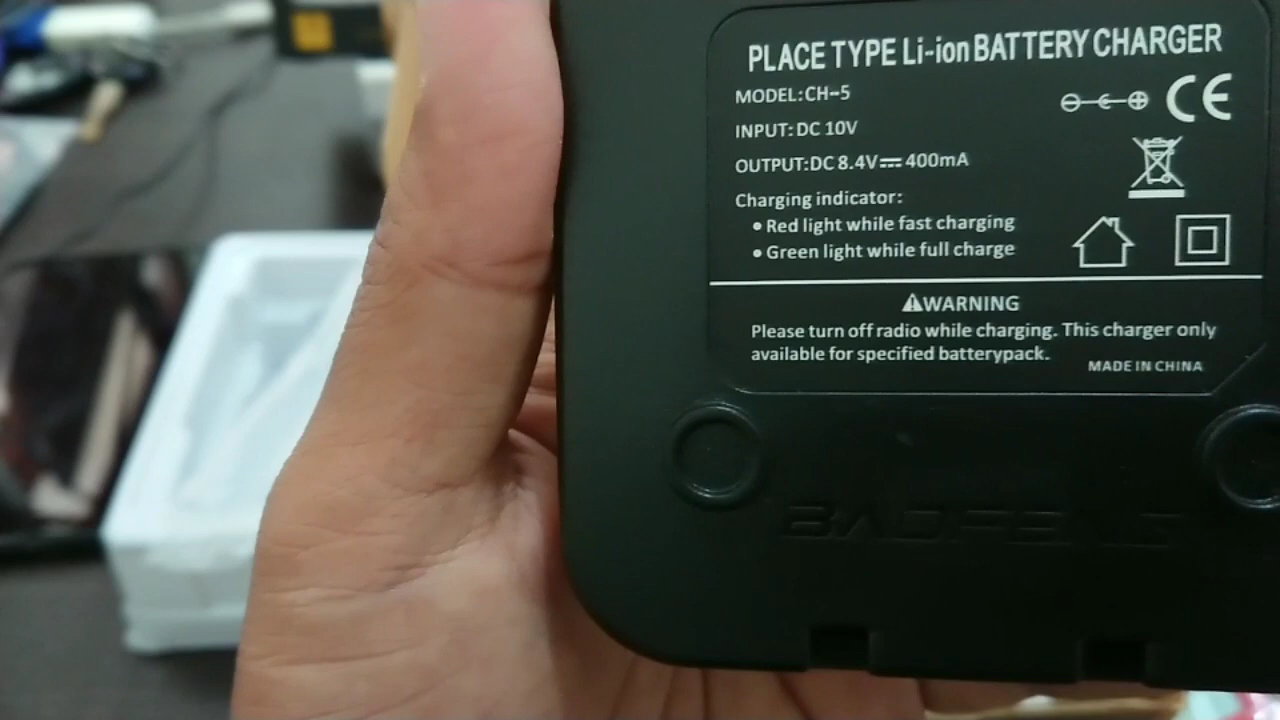 PLACE TYPE Li-ion BATTERY CHARGER
MODEL:CH-5
INPUT: DC 10V
OUTPUT:DC 8.4V⎓400mA
CE
Charging indicator:
• Red light while fast charging
• Green light while full charge
⚠WARNING
Please turn off radio while charging. This charger only
available for specified batterypack.
MADE IN CHINA
BAOFENG